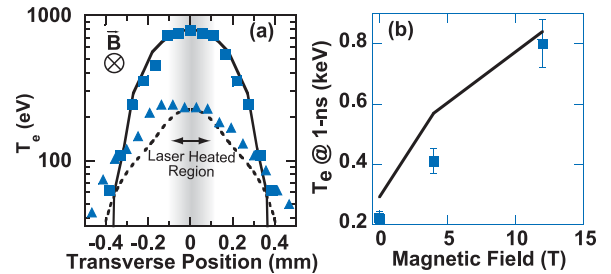 (a)
B̄
⊗
1000
100
T_e (eV)
Laser Heated
Region
-0.4 -0.2 0 0.2 0.4
Transverse Position (mm)
(b)
0.8
0.6
0.4
0.2
T_e @ 1-ns (keV)
0 5 10 15
Magnetic Field (T)